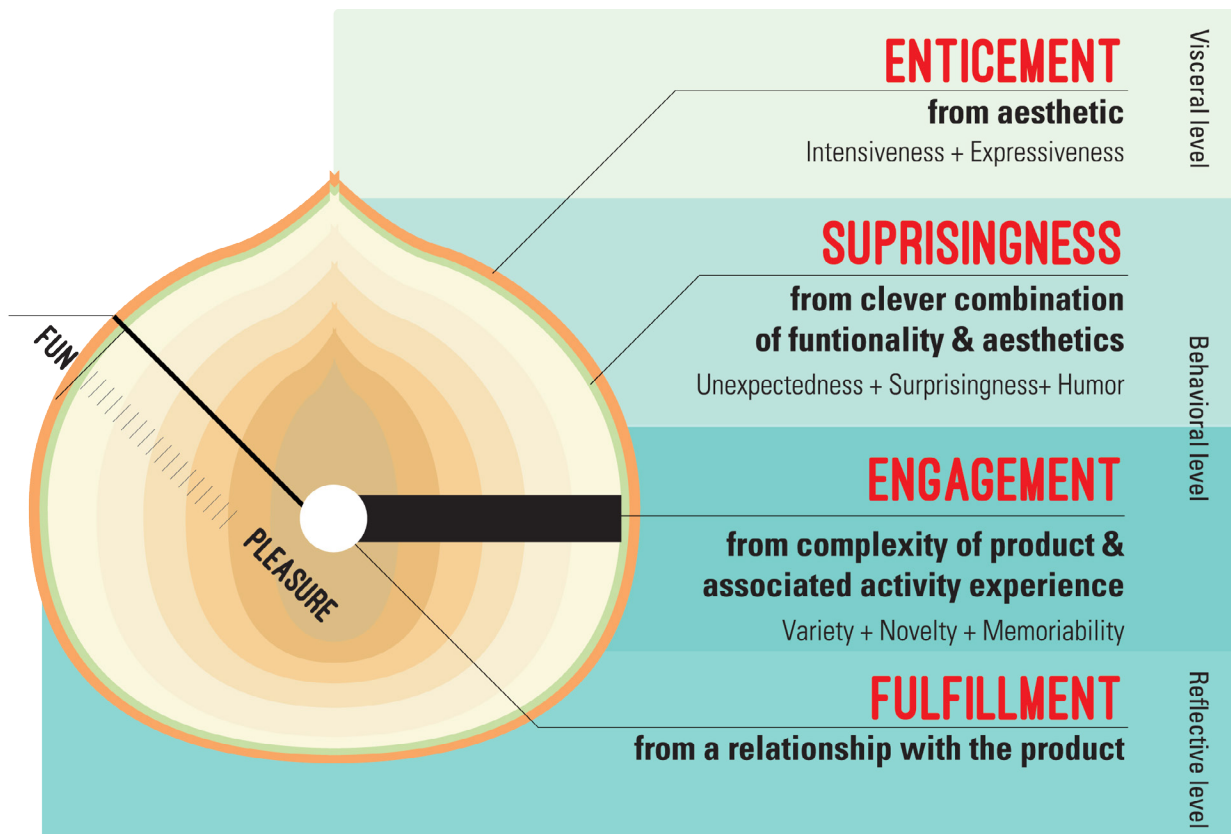 ENTICEMENT
from aesthetic
Intensiveness + Expressiveness
Visceral level
SUPRISINGNESS
from clever combination
of funtionality & aesthetics
Unexpectedness + Surprisingness+ Humor
Behavioral level
FUN
PLEASURE
ENGAGEMENT
from complexity of product &
associated activity experience
Variety + Novelty + Memoriability
FULFILLMENT
from a relationship with the product
Reflective level